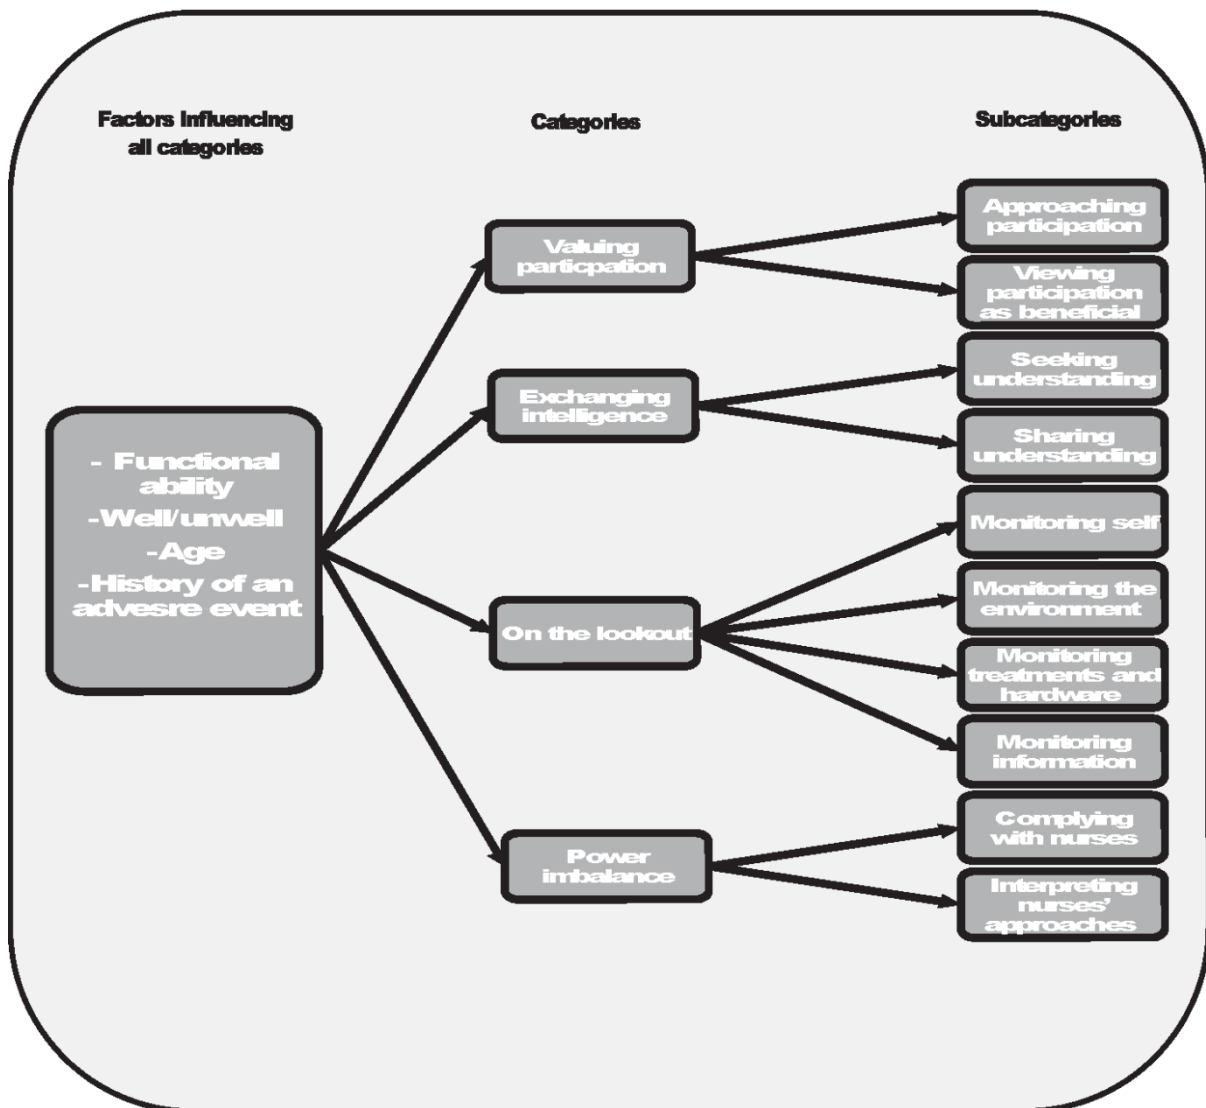 Factors influencing
all categories
Categories
Subcategories
- Functional
ability
-Well/unwell
-Age
-History of an
advesre event
Valuing
particpation
Exchanging
intelligence
On the lookout
Power
imbalance
Approaching
participation
Viewing
participation
as beneficial
Seeking
understanding
Sharing
understanding
Monitoring self
Monitoring the
environment
Monitoring
treatments and
hardware
Monitoring
information
Complying
with nurses
Interpreting
nurses’
approaches